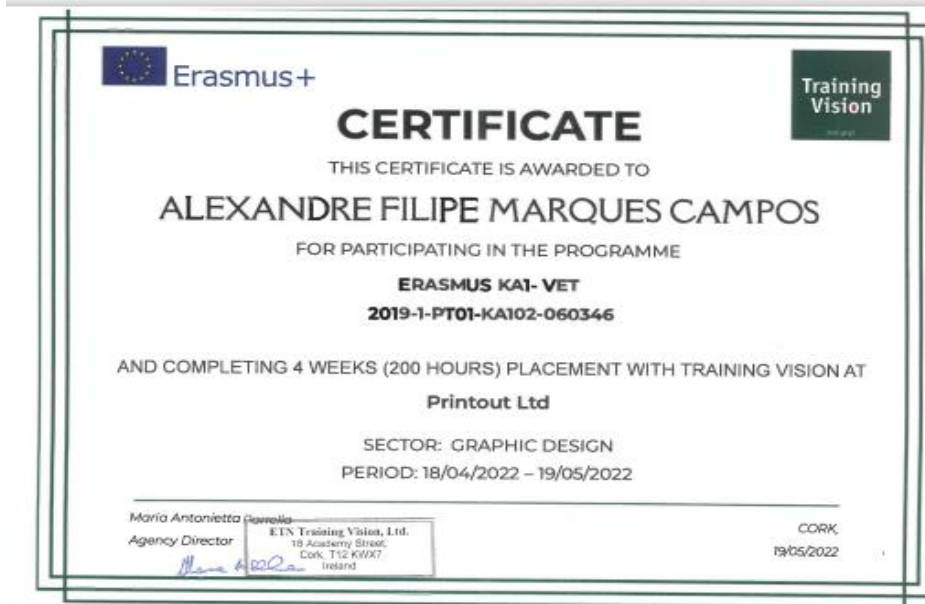 Erasmus+
Training
Vision
CERTIFICATE
THIS CERTIFICATE IS AWARDED TO
ALEXANDRE FILIPE MARQUES CAMPOS
FOR PARTICIPATING IN THE PROGRAMME
ERASMUS KA1- VET
2019-1-PT01-KA102-060346
AND COMPLETING 4 WEEKS (200 HOURS) PLACEMENT WITH TRAINING VISION AT
Printout Ltd
SECTOR: GRAPHIC DESIGN
PERIOD: 18/04/2022 – 19/05/2022
Maria Antonietta
Agency Director
ETN Training Vision, Ltd.
18 Academy Street,
Cork, T12 KWX7
Ireland
CORK,
19/05/2022